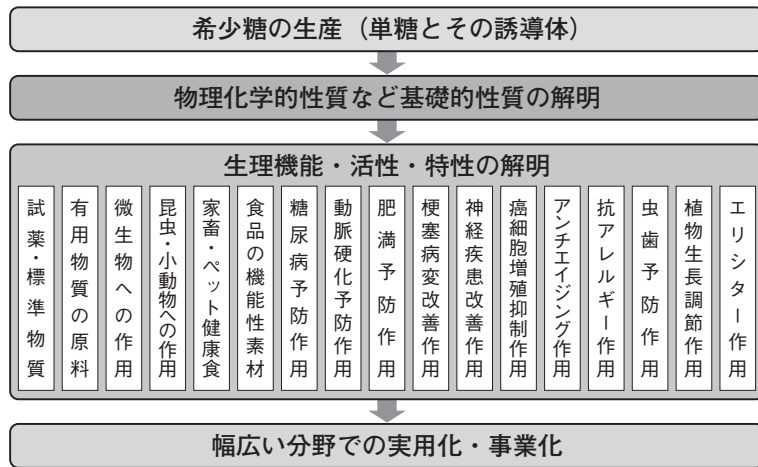 希少糖の生産（単糖とその誘導体）
物理化学的性質など基礎的性質の解明
生理機能・活性・特性の解明
試薬・標準物質
有用物質の原料
微生物への作用
昆虫・小動物への作用
家畜・ペット健康食
食品の機能性素材
糖尿病予防作用
動脈硬化予防作用
肥満予防作用
梗塞病変改善作用
神経疾患改善作用
癌細胞増殖抑制作用
アンチエイジング作用
抗アレルギー作用
虫歯予防作用
植物生長調節作用
エリシター作用
幅広い分野での実用化・事業化